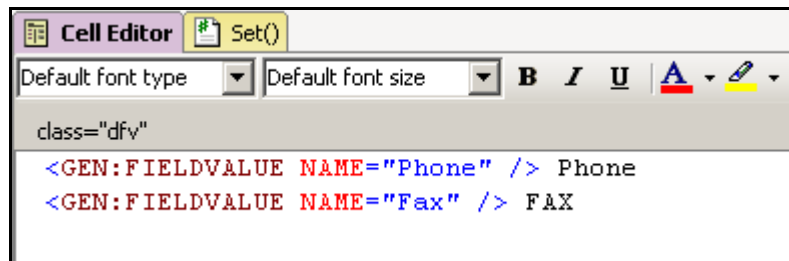 Cell Editor Set()
Default font type Default font size B I U A
class="dfv"
<GEN:FIELDVALUE NAME="Phone" /> Phone
<GEN:FIELDVALUE NAME="Fax" /> FAX